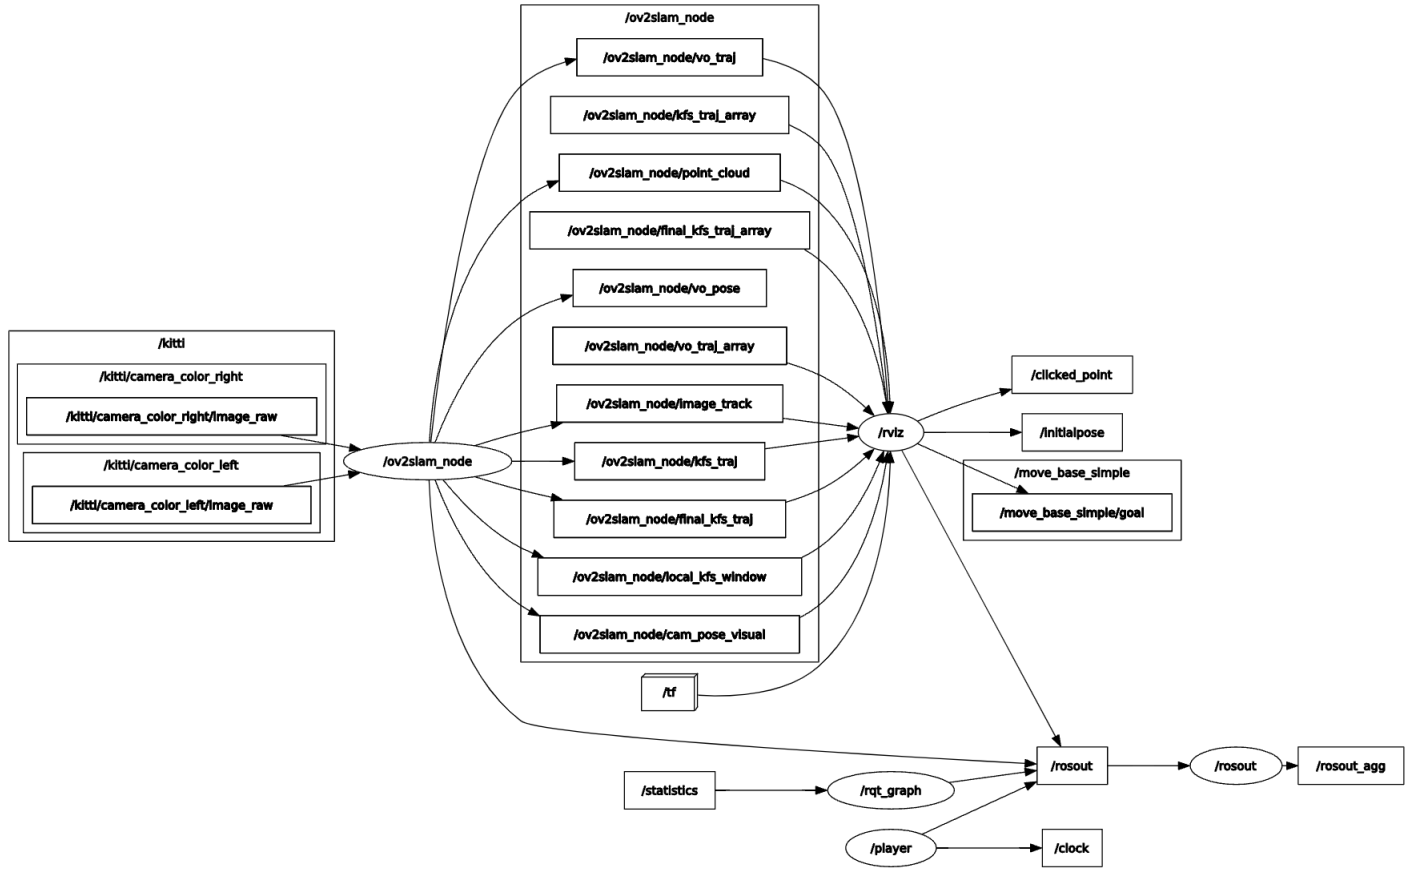 /ov2slam_node
/ov2slam_node/vo_traj
/ov2slam_node/kfs_traj_array
/ov2slam_node/point_cloud
/ov2slam_node/final_kfs_traj_array
/ov2slam_node/vo_pose
/ov2slam_node/vo_traj_array
/ov2slam_node/image_track
/ov2slam_node/kfs_traj
/ov2slam_node/final_kfs_traj
/ov2slam_node/local_kfs_window
/ov2slam_node/cam_pose_visual
/kitti
/kitti/camera_color_right
/kitti/camera_color_right/image_raw
/kitti/camera_color_left
/kitti/camera_color_left/image_raw
/ov2slam_node
/rviz
/clicked_point
/initialpose
/move_base_simple
/move_base_simple/goal
/tf
/statistics
/rqt_graph
/player
/rosout
/rosout
/rosout_agg
/clock